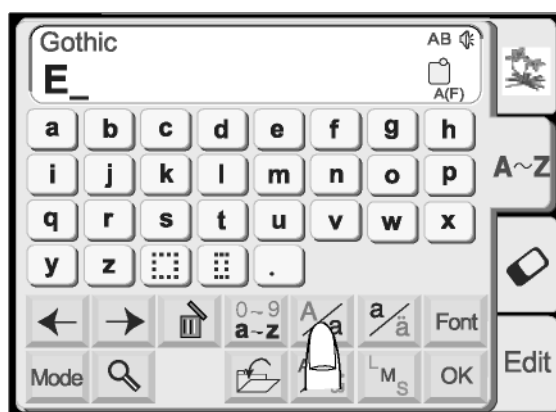 Gothic AB
E_
A(F)
a b c d e f g h
i j k l m n o p A~Z
q r s t u v w x
y z .
0~9
a~z A/a a/ä Font
Mode L M S OK Edit